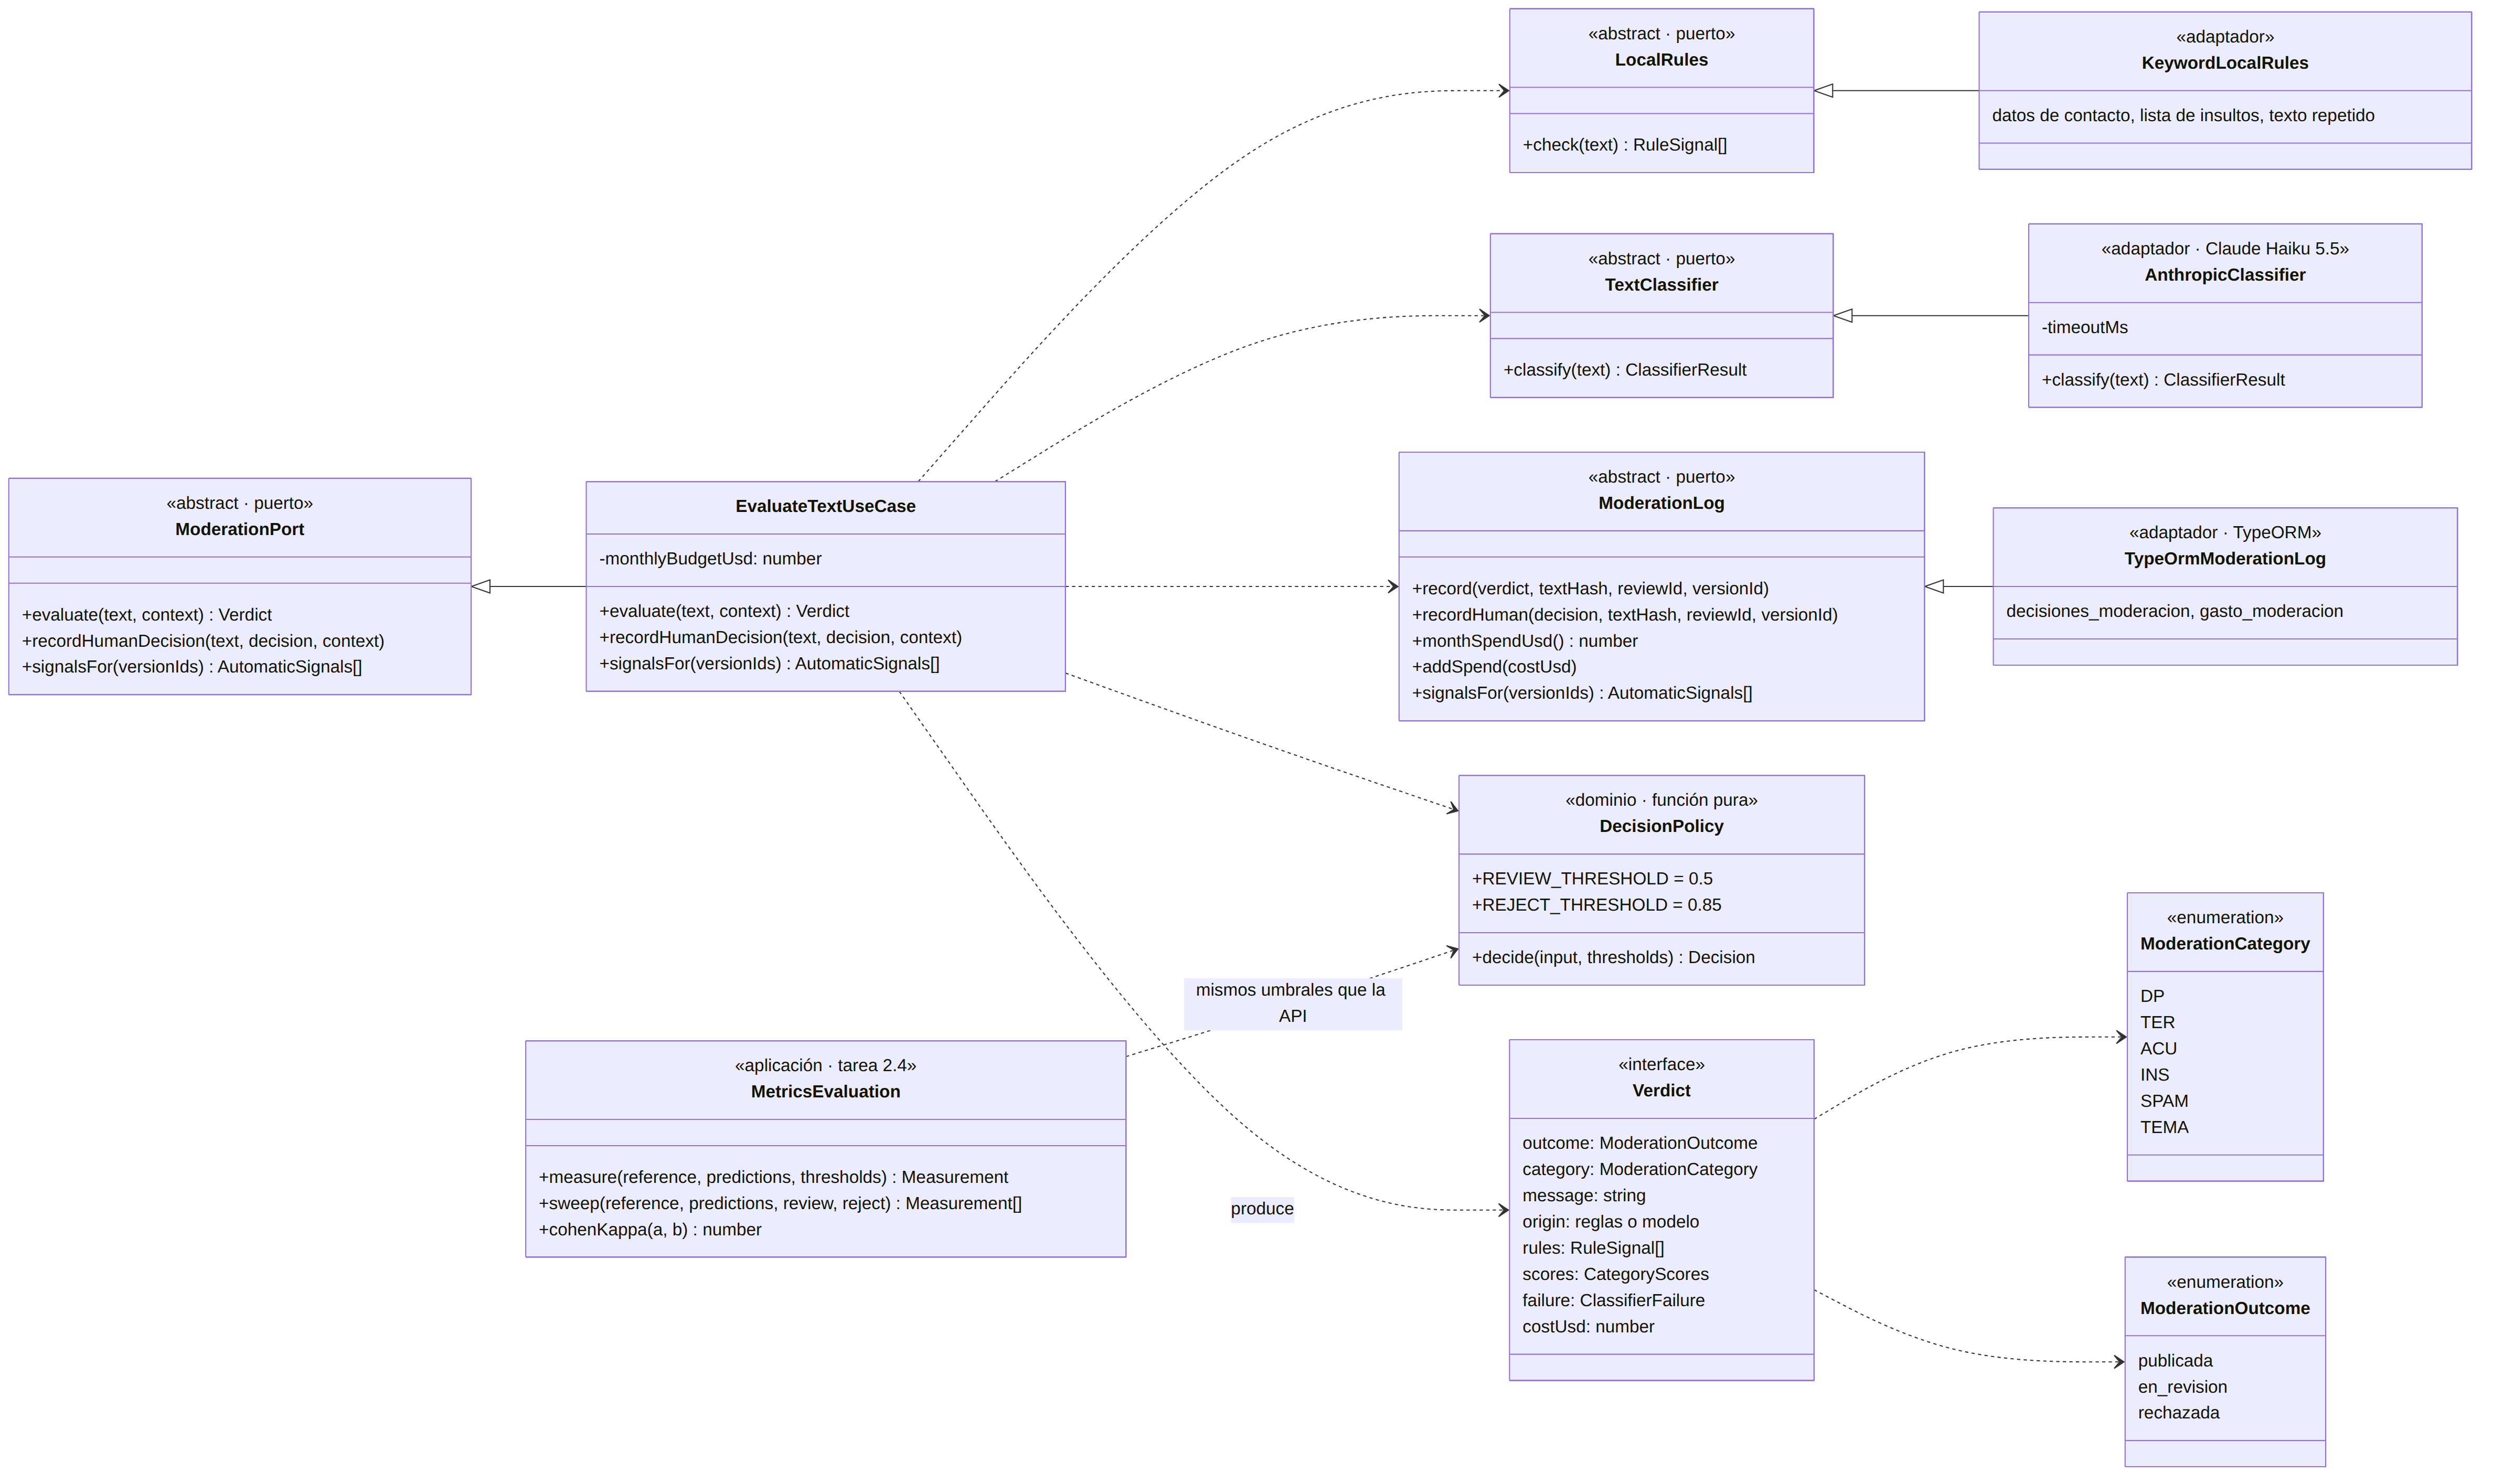 «abstract · puerto»
LocalRules
+check(text) : RuleSignal[]
«adaptador»
KeywordLocalRules
datos de contacto, lista de insultos, texto repetido
«abstract · puerto»
TextClassifier
+classify(text) : ClassifierResult
«adaptador · Claude Haiku 5.5»
AnthropicClassifier
-timeoutMs
+classify(text) : ClassifierResult
«abstract · puerto»
ModerationPort
+evaluate(text, context) : Verdict
+recordHumanDecision(text, decision, context)
+signalsFor(versionIds) : AutomaticSignals[]
EvaluateTextUseCase
-monthlyBudgetUsd: number
+evaluate(text, context) : Verdict
+recordHumanDecision(text, decision, context)
+signalsFor(versionIds) : AutomaticSignals[]
«abstract · puerto»
ModerationLog
+record(verdict, textHash, reviewId, versionId)
+recordHuman(decision, textHash, reviewId, versionId)
+monthSpendUsd() : number
+addSpend(costUsd)
+signalsFor(versionIds) : AutomaticSignals[]
«adaptador · TypeORM»
TypeOrmModerationLog
decisiones_moderacion, gasto_moderacion
«dominio · función pura»
DecisionPolicy
+REVIEW_THRESHOLD = 0.5
+REJECT_THRESHOLD = 0.85
+decide(input, thresholds) : Decision
mismos umbrales que la
API
«aplicación · tarea 2.4»
MetricsEvaluation
+measure(reference, predictions, thresholds) : Measurement
+sweep(reference, predictions, review, reject) : Measurement[]
+cohenKappa(a, b) : number
produce
«interface»
Verdict
outcome: ModerationOutcome
category: ModerationCategory
message: string
origin: reglas o modelo
rules: RuleSignal[]
scores: CategoryScores
failure: ClassifierFailure
costUsd: number
«enumeration»
ModerationCategory
DP
TER
ACU
INS
SPAM
TEMA
«enumeration»
ModerationOutcome
publicada
en_revision
rechazada